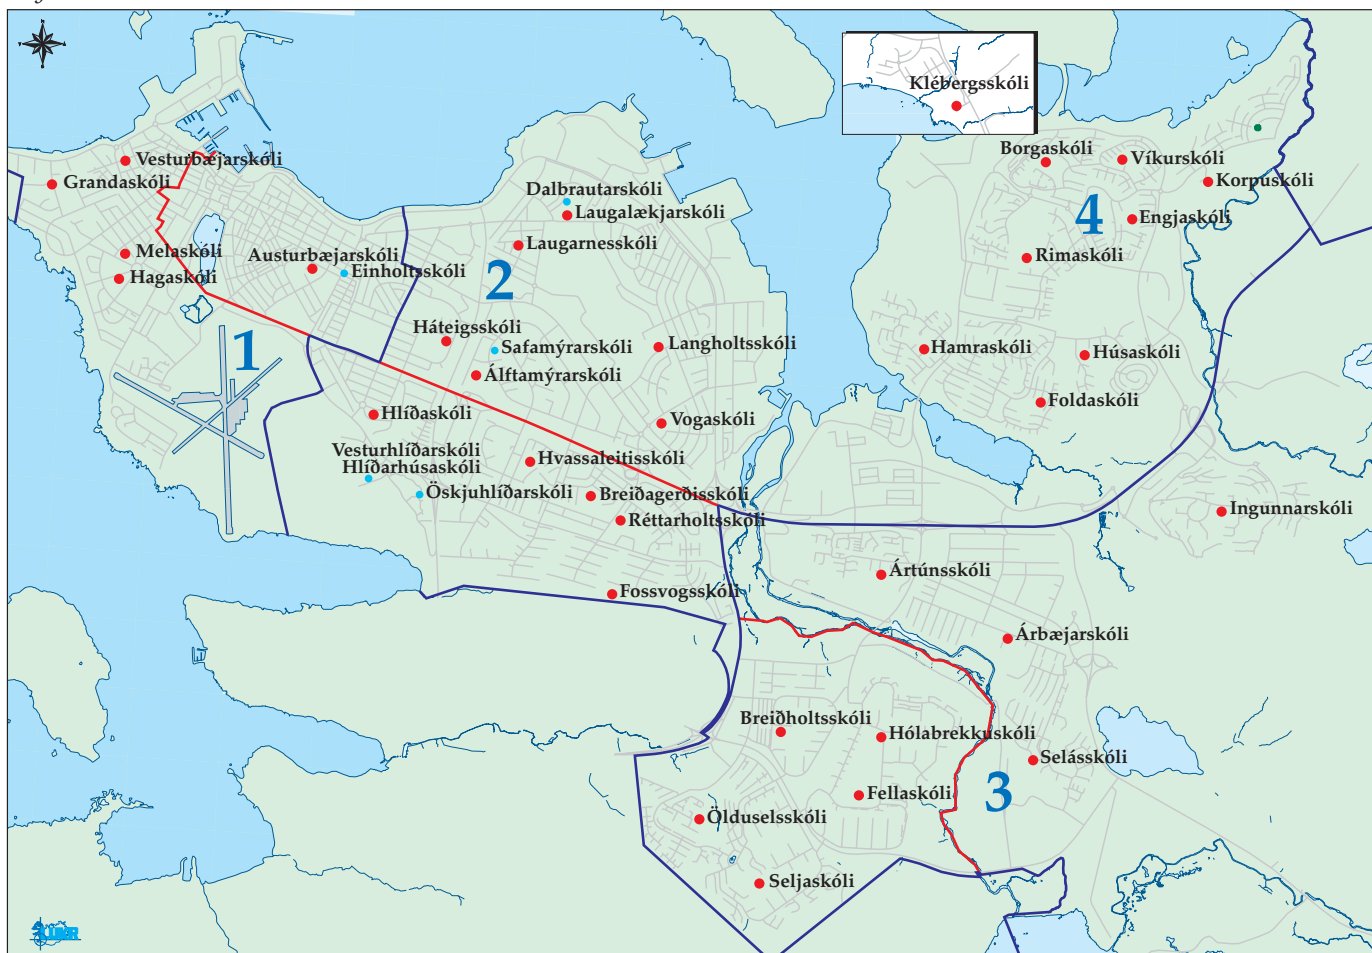 Klébergsskóli
Borgaskóli
Víkurskóli
Korpuskóli
4
Engjaskóli
Rimaskóli
Hamraskóli
Húsaskóli
Foldaskóli
Ingunnarskóli
Vesturbæjarskóli
Grandaskóli
Melaskóli
Hagaskóli
Austurbæjarskóli
Einholtsskóli
1
Dalbrautarskóli
Laugalækjarskóli
Laugarnesskóli
2
Háteigsskóli
Safamýrarskóli
Langholtsskóli
Álftamýrarskóli
Hlíðaskóli
Vogaskóli
Vesturhlíðarskóli
Hlíðarhúsaskóli
Öskjuhlíðarskóli
Hvassaleitisskóli
Breiðagerðisskóli
Réttarholtsskóli
Fossvogsskóli
Ártúnsskóli
Árbæjarskóli
Breiðholtsskóli
Hólabrekkuskóli
Selásskóli
3
Fellaskóli
Ölduselsskóli
Seljaskóli